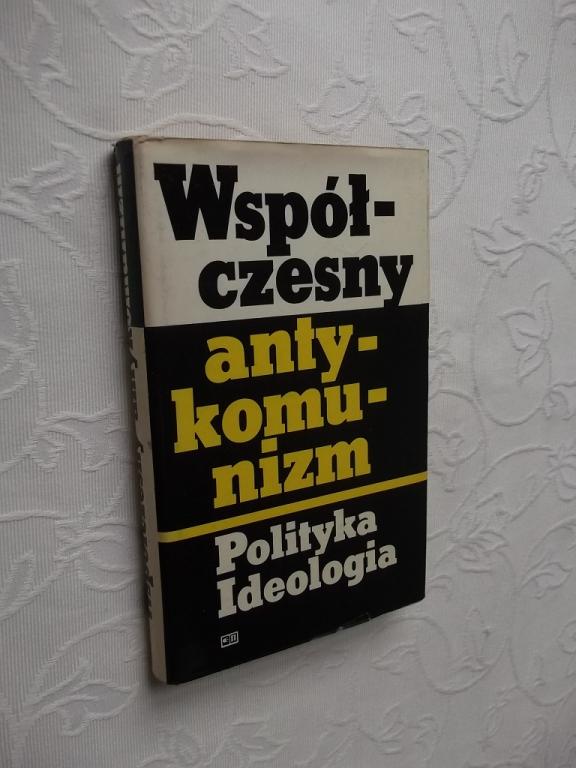 Współ-
czesny
anty-
komu-
nizm
Polityka
Ideologia